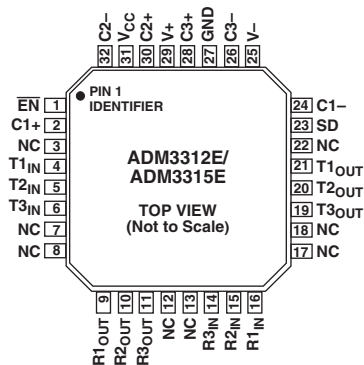 C2–
VCC
C2+
V+
C3+
GND
C3–
V–
32 31 30 29 28 27 26 25
EN 1
C1+ 2
NC 3
T1IN 4
T2IN 5
T3IN 6
NC 7
NC 8
PIN 1
IDENTIFIER
ADM3312E/
ADM3315E
TOP VIEW
(Not to Scale)
24 C1–
23 SD
22 NC
21 T1OUT
20 T2OUT
19 T3OUT
18 NC
17 NC
9 10 11 12 13 14 15 16
R1OUT
R2OUT
R3OUT
NC
NC
R3IN
R2IN
R1IN